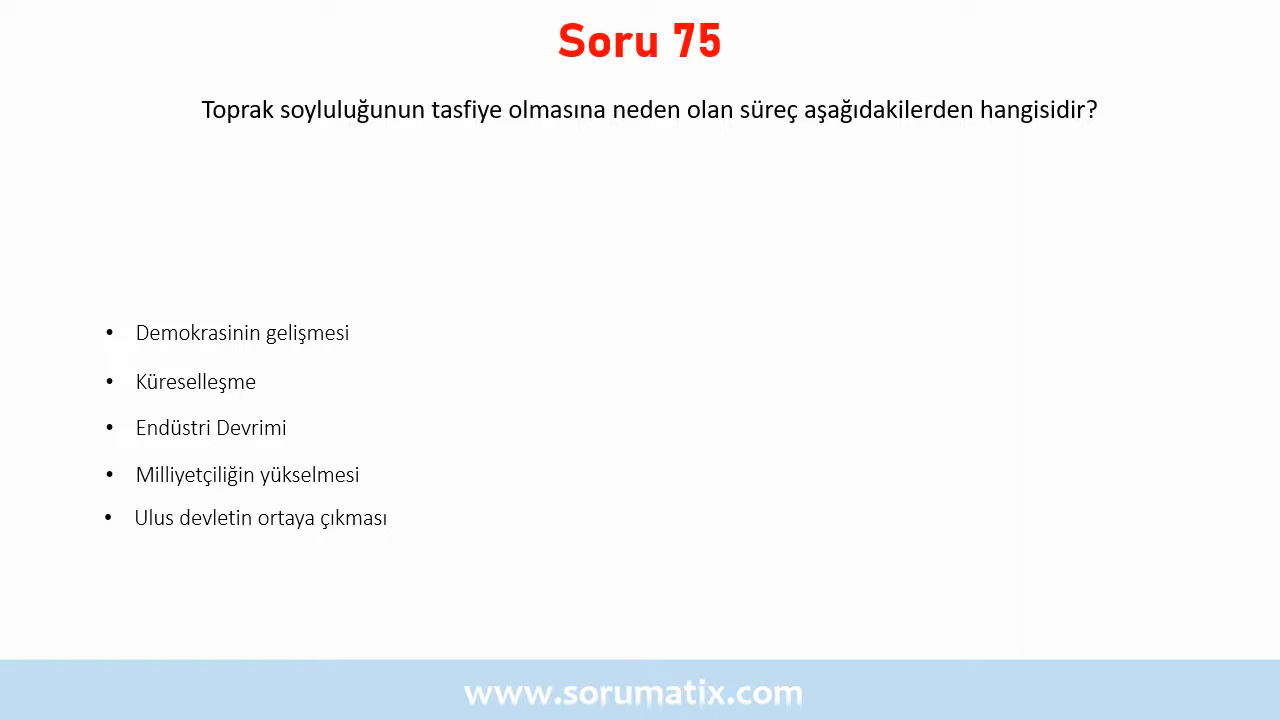 Soru 75
Toprak soyluluğunun tasfiye olmasına neden olan süreç aşağıdakilerden hangisidir?
• Demokrasinin gelişmesi
• Küreselleşme
• Endüstri Devrimi
• Milliyetçiliğin yükselmesi
• Ulus devletin ortaya çıkması
www.sorumatix.com